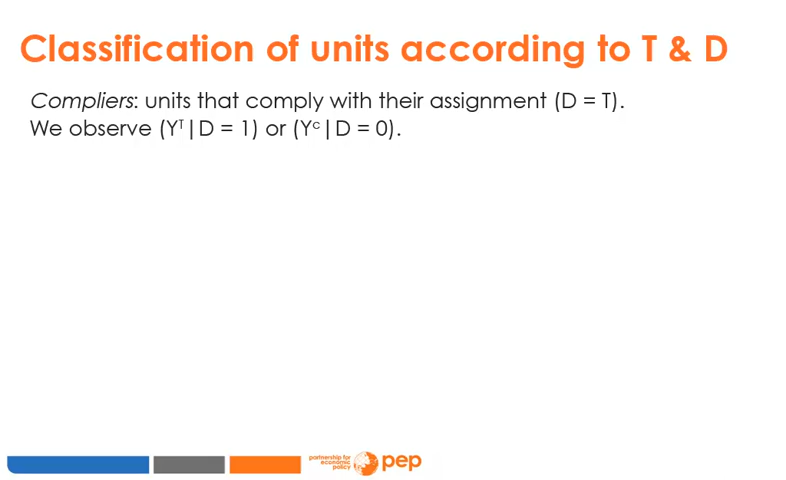 Classification of units according to T & D
Compliers: units that comply with their assignment (D = T).
We observe (Yᵀ|D = 1) or (Yᶜ|D = 0).
partnership for
economic
policy
pep